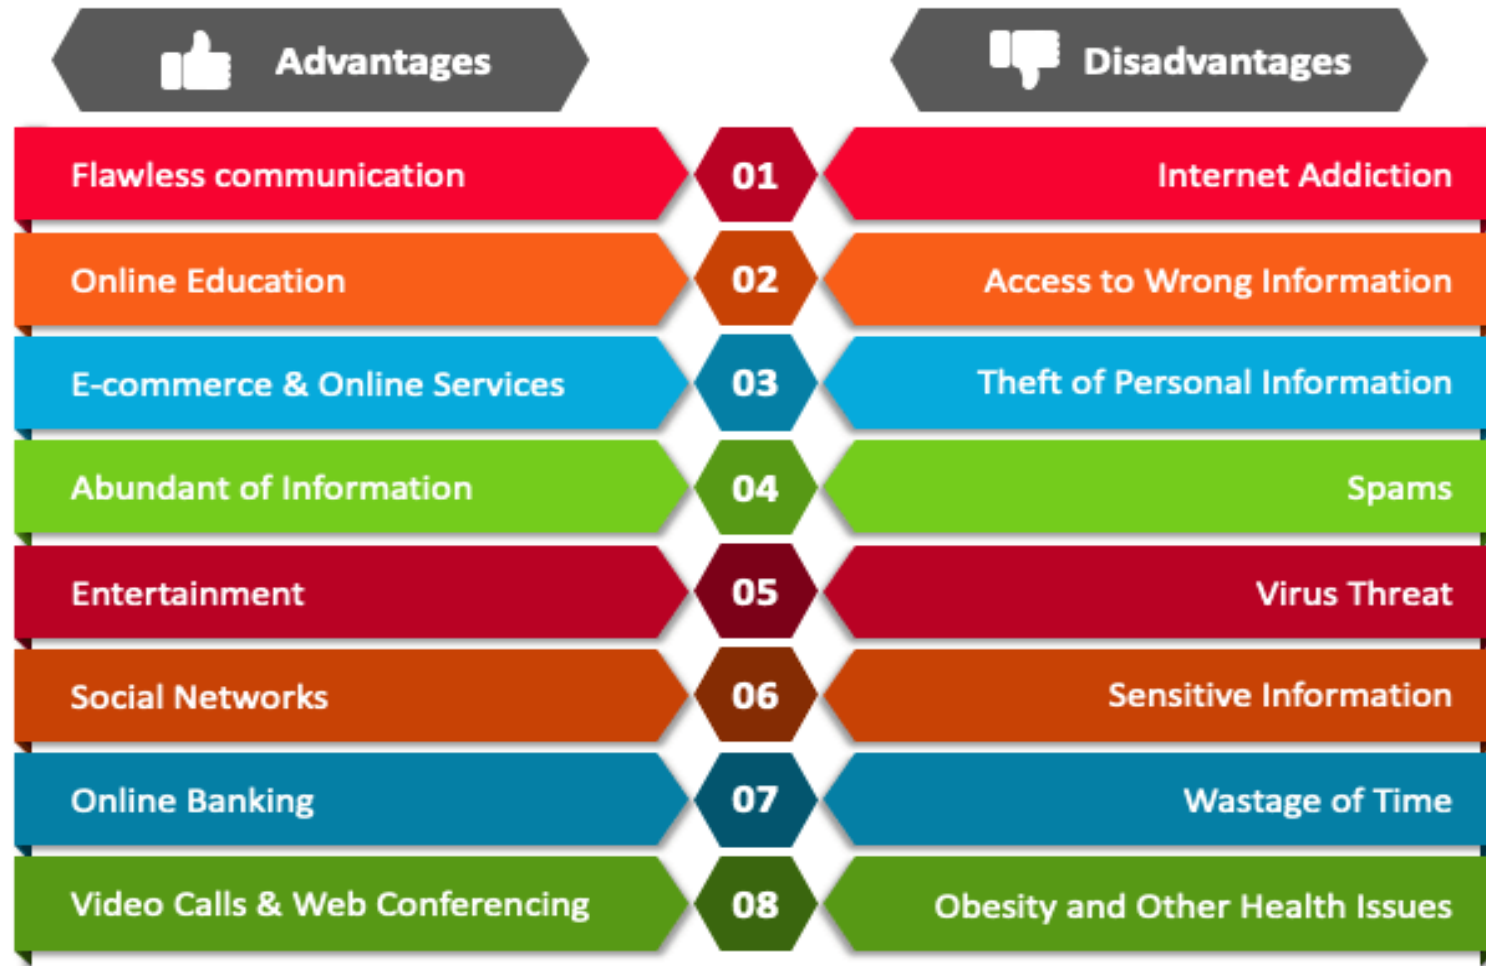 Advantages
Disadvantages
Flawless communication 01 Internet Addiction
Online Education 02 Access to Wrong Information
E-commerce & Online Services 03 Theft of Personal Information
Abundant of Information 04 Spams
Entertainment 05 Virus Threat
Social Networks 06 Sensitive Information
Online Banking 07 Wastage of Time
Video Calls & Web Conferencing 08 Obesity and Other Health Issues